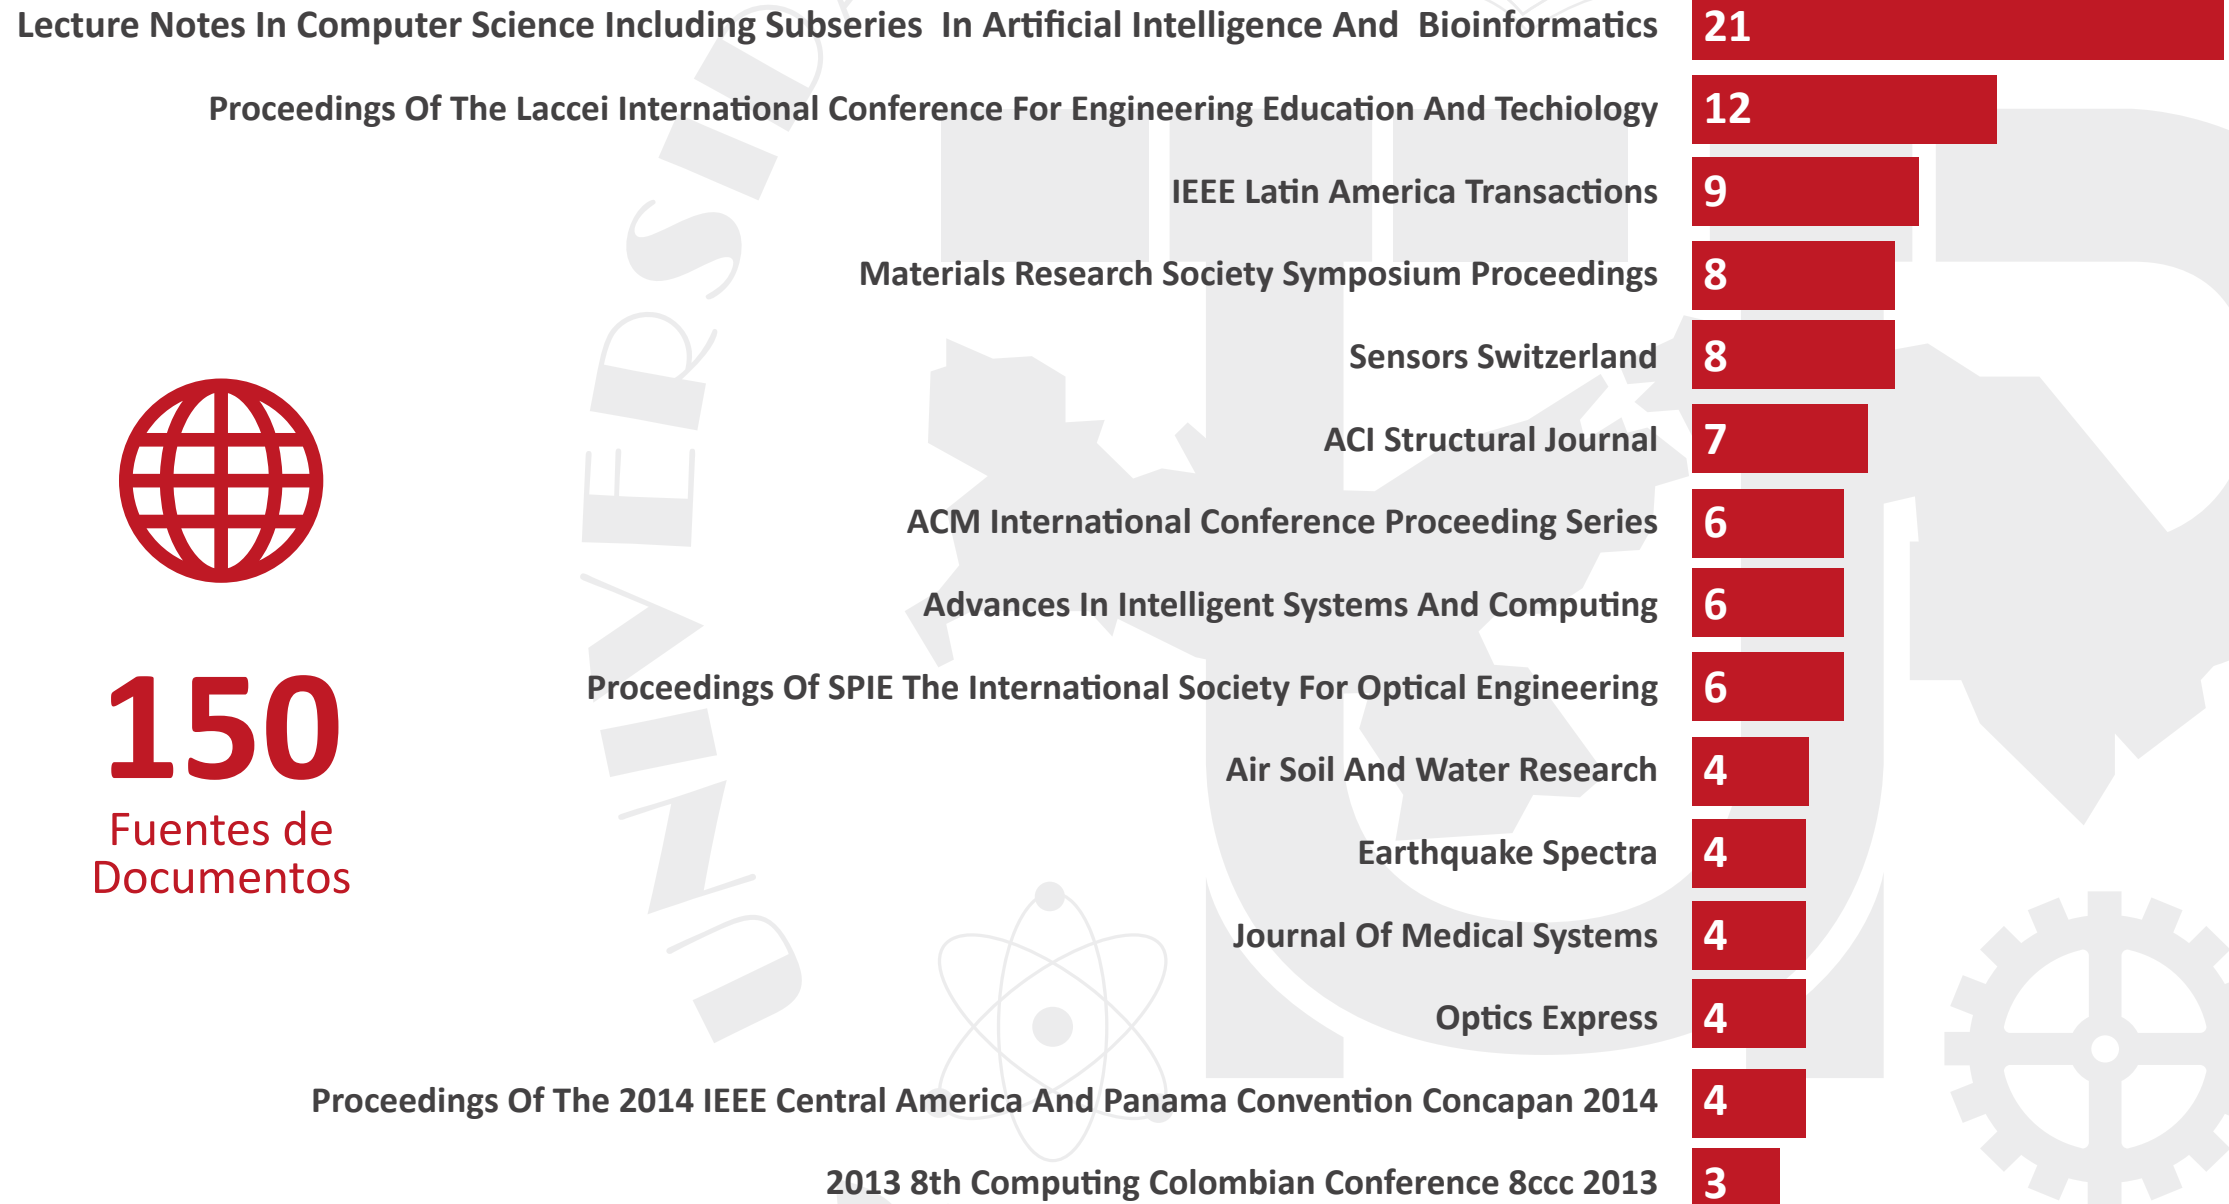 Lecture Notes In Computer Science Including Subseries In Artificial Intelligence And Bioinformatics 21
Proceedings Of The Laccei International Conference For Engineering Education And Techiology 12
IEEE Latin America Transactions 9
Materials Research Society Symposium Proceedings 8
Sensors Switzerland 8
ACI Structural Journal 7
ACM International Conference Proceeding Series 6
Advances In Intelligent Systems And Computing 6
Proceedings Of SPIE The International Society For Optical Engineering 6
Air Soil And Water Research 4
Earthquake Spectra 4
Journal Of Medical Systems 4
Optics Express 4
Proceedings Of The 2014 IEEE Central America And Panama Convention Concapan 2014 4
2013 8th Computing Colombian Conference 8ccc 2013 3
150
Fuentes de
Documentos
UNIVERSIDA